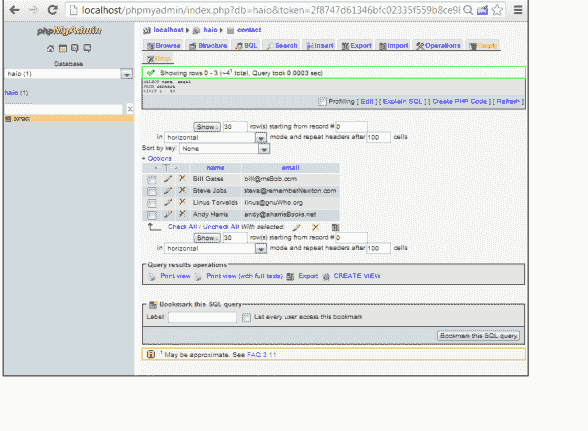 localhost/phpmyadmin/index.php?db=haio&token=2f8747d61346bfc02335f559b8ce98
phpMyAdmin
localhost haio contact
Browse Structure SQL Search Insert Export Import Operations Empty
Drop
Database
haio (1)
haio (1)
contact
Showing rows 0 - 3 (~4¹ total, Query took 0.0003 sec)
Profiling [ Edit ] [ Explain SQL ] [ Create PHP Code ] [ Refresh ]
Show : 30 row(s) starting from record # 0
in horizontal mode and repeat headers after 100 cells
Sort by key: None
+ Options
←T→ name email
Bill Gates bill@msBob.com
Steve Jobs steve@rememberNewton.com
Linus Torvalds linus@gnuWho.org
Andy Harris andy@aharrisBooks.net
Check All / Uncheck All With selected:
Show : 30 row(s) starting from record # 0
in horizontal mode and repeat headers after 100 cells
Query results operations
Print view Print view (with full texts) Export CREATE VIEW
Bookmark this SQL query
Label: Let every user access this bookmark
Bookmark this SQL query
¹ May be approximate. See FAQ 3.11